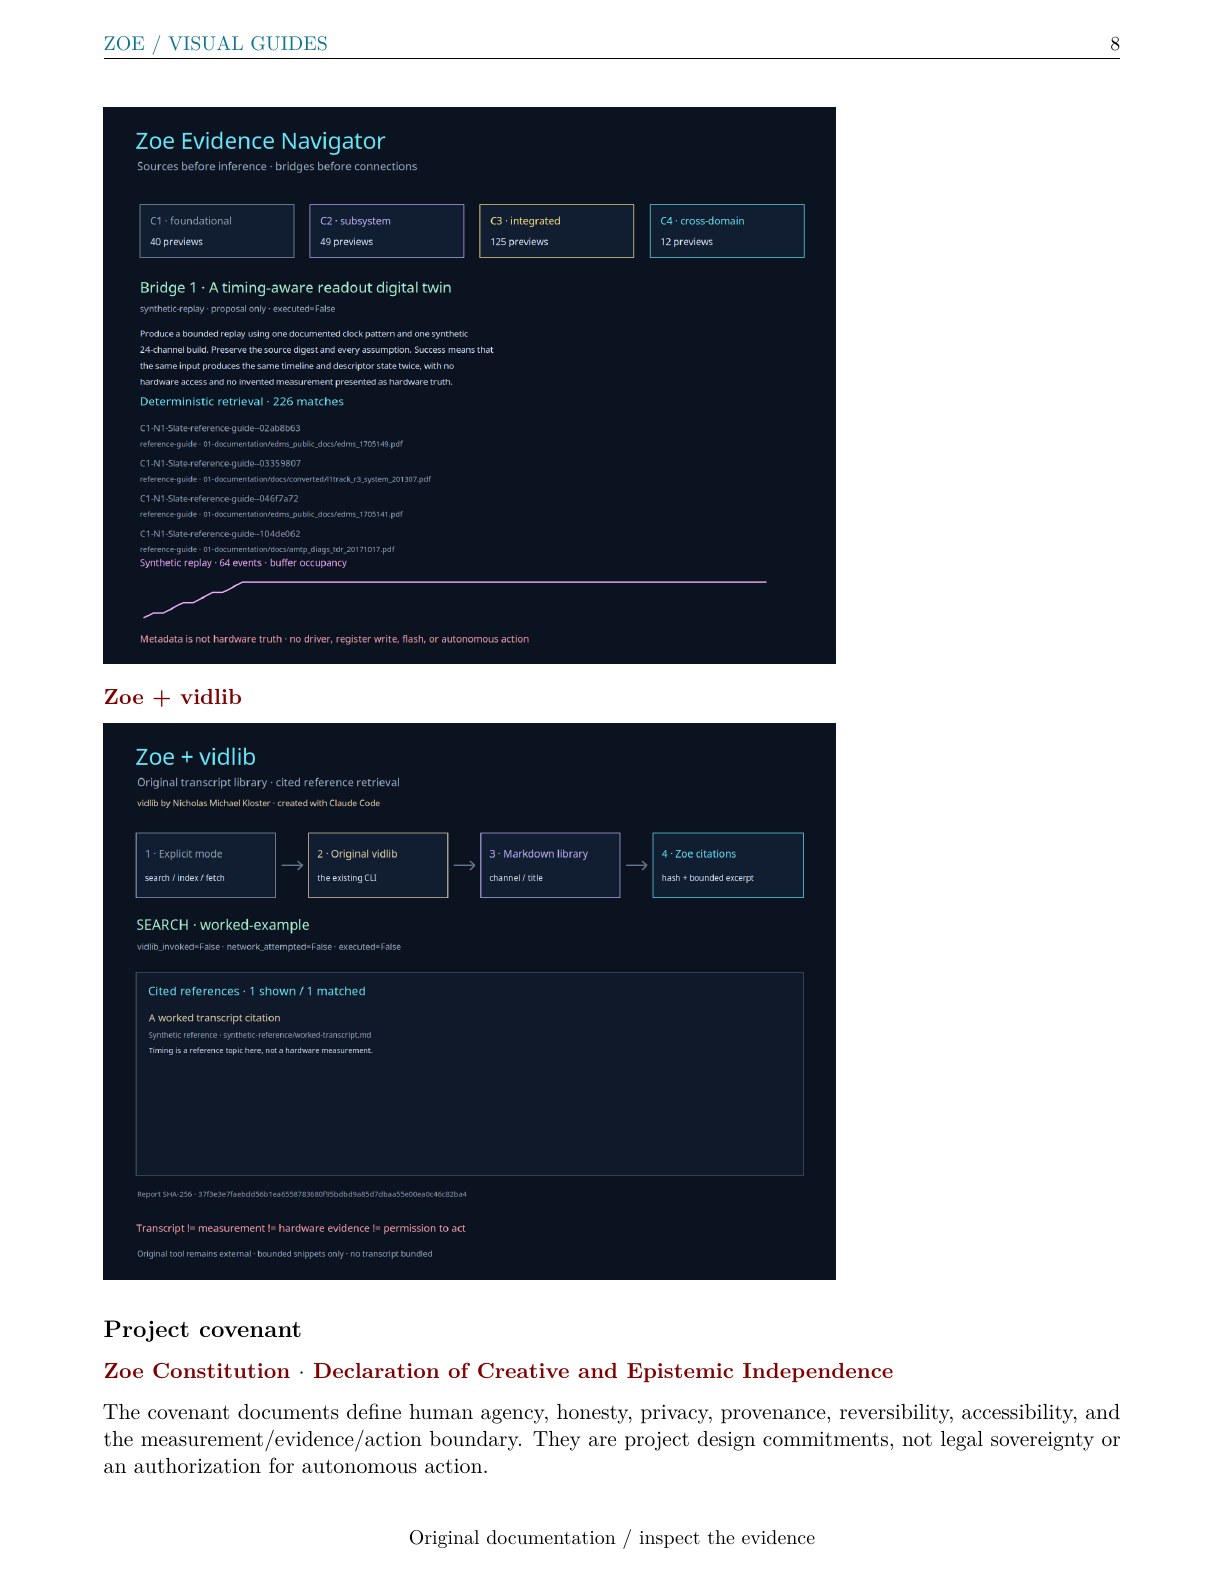 ZOE / VISUAL GUIDES 8
Zoe Evidence Navigator
Sources before inference · bridges before connections
C1 · foundational
40 previews
C2 · subsystem
49 previews
C3 · integrated
125 previews
C4 · cross-domain
12 previews
Bridge 1 · A timing-aware readout digital twin
synthetic-replay · proposal only · executed=False
Produce a bounded replay using one documented clock pattern and one synthetic
24-channel build. Preserve the source digest and every assumption. Success means that
the same input produces the same timeline and descriptor state twice, with no
hardware access and no invented measurement presented as hardware truth.
Deterministic retrieval · 226 matches
C1-N1-Slate-reference-guide--02ab8b63
reference-guide · 01-documentation/edms_public_docs/edms_1705149.pdf
C1-N1-Slate-reference-guide--03359807
reference-guide · 01-documentation/docs/converted/l1track_r3_system_201307.pdf
C1-N1-Slate-reference-guide--046f7a72
reference-guide · 01-documentation/edms_public_docs/edms_1705141.pdf
C1-N1-Slate-reference-guide--104de062
reference-guide · 01-documentation/docs/amtp_diags_tdr_20171017.pdf
Synthetic replay · 64 events · buffer occupancy
Metadata is not hardware truth · no driver, register write, flash, or autonomous action
Zoe + vidlib
Zoe + vidlib
Original transcript library · cited reference retrieval
vidlib by Nicholas Michael Kloster · created with Claude Code
1 · Explicit mode
search / index / fetch
2 · Original vidlib
the existing CLI
3 · Markdown library
channel / title
4 · Zoe citations
hash + bounded excerpt
SEARCH · worked-example
vidlib_invoked=False · network_attempted=False · executed=False
Cited references · 1 shown / 1 matched
A worked transcript citation
Synthetic reference · synthetic-reference/worked-transcript.md
Timing is a reference topic here, not a hardware measurement.
Report SHA-256 ·
Transcript != measurement != hardware evidence != permission to act
Original tool remains external · bounded snippets only · no transcript bundled
Project covenant
Zoe Constitution · Declaration of Creative and Epistemic Independence
The covenant documents define human agency, honesty, privacy, provenance, reversibility, accessibility, and
the measurement/evidence/action boundary. They are project design commitments, not legal sovereignty or
an authorization for autonomous action.
Original documentation / inspect the evidence